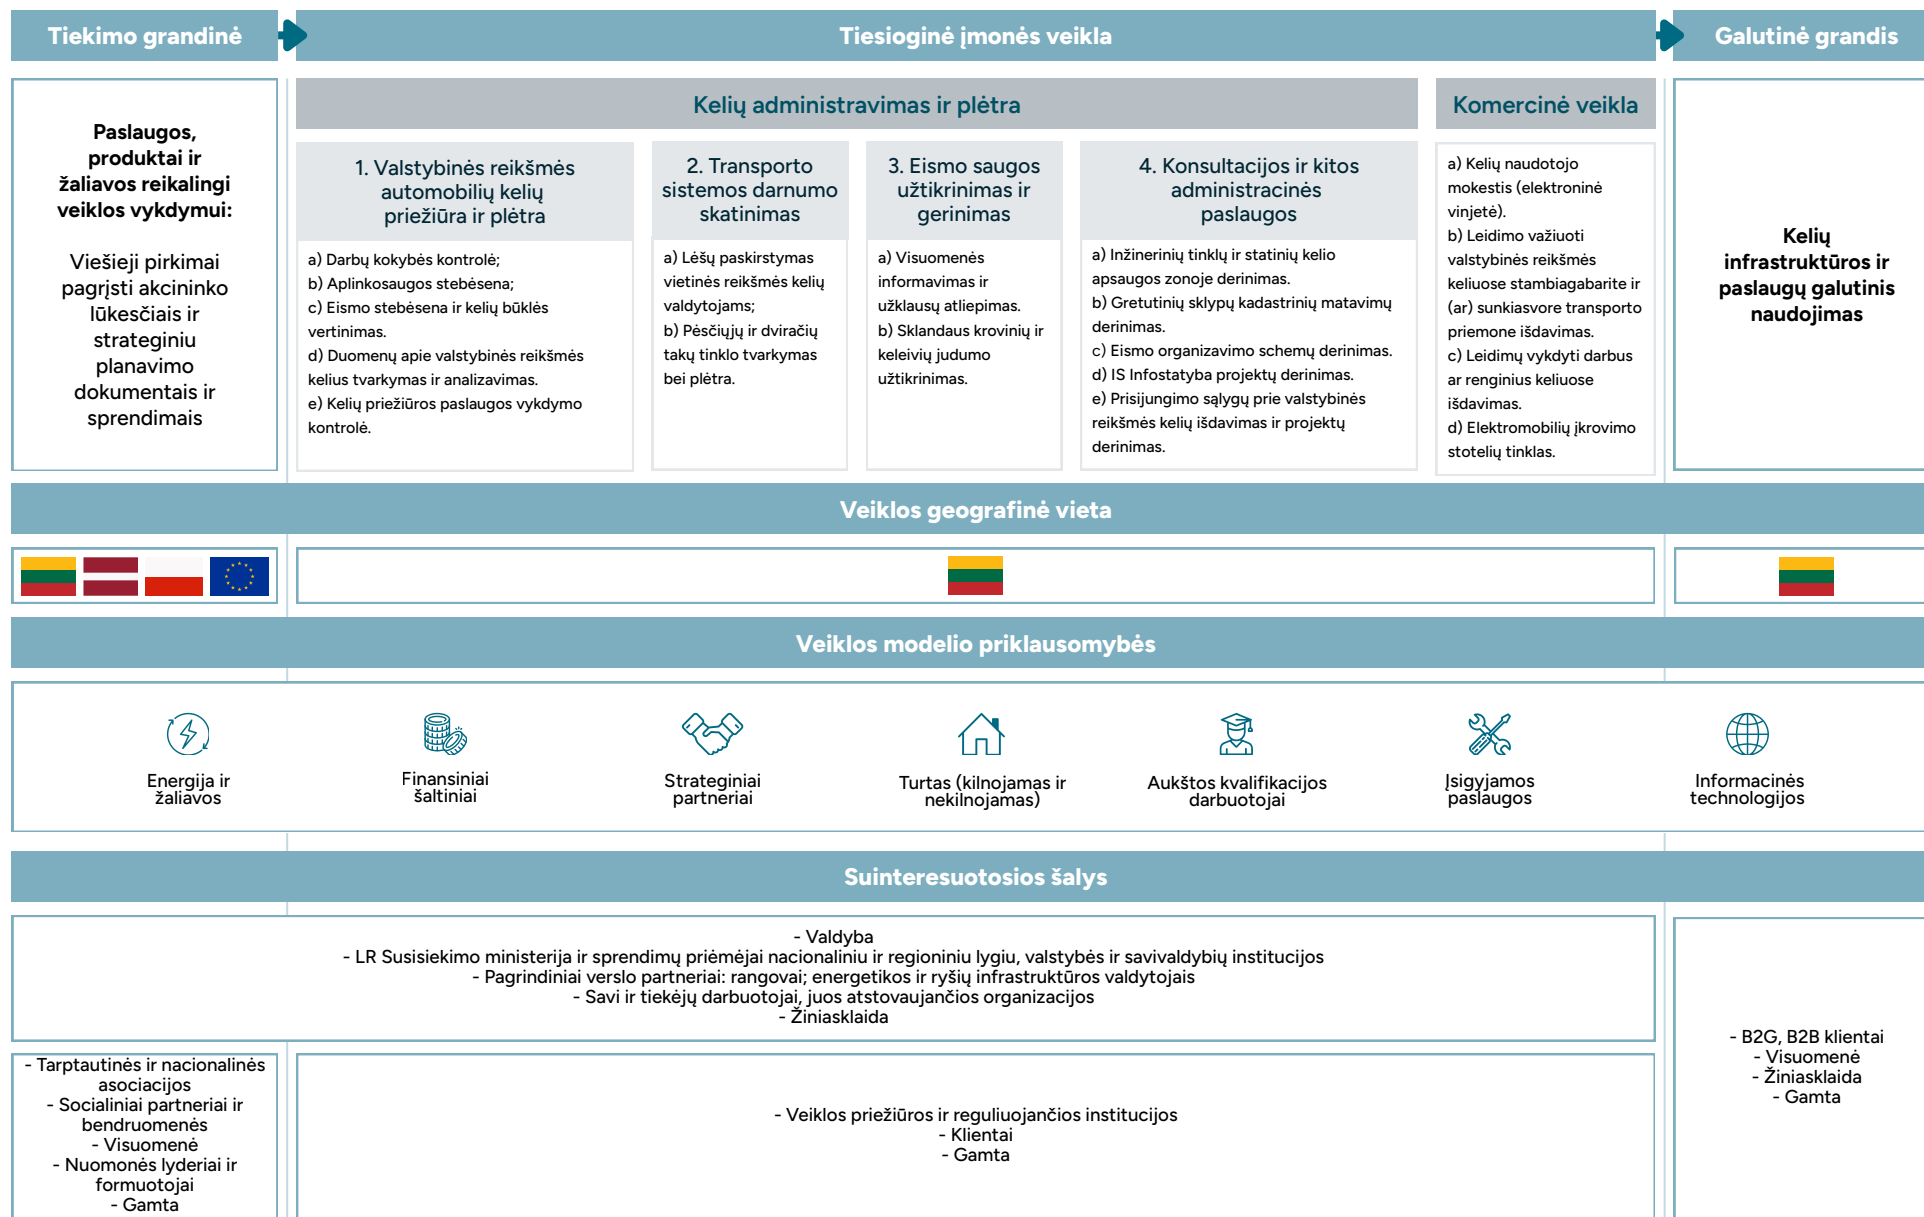 Tiekimo grandinė
Tiesioginė įmonės veikla
Galutinė grandis
Paslaugos,
produktai ir
žaliavos reikalingi
veiklos vykdymui:
Viešieji pirkimai
pagrįsti akcininko
lūkesčiais ir
strateginiu
planavimo
dokumentais ir
sprendimais
Kelių administravimas ir plėtra
1. Valstybinės reikšmės
automobilių kelių
priežiūra ir plėtra
a) Darbų kokybės kontrolė;
b) Aplinkosaugos stebėsena;
c) Eismo stebėsena ir kelių būklės
vertinimas.
d) Duomenų apie valstybinės reikšmės
kelius tvarkymas ir analizavimas.
e) Kelių priežiūros paslaugos vykdymo
kontrolė.
2. Transporto
sistemos darnumo
skatinimas
a) Lėšų paskirstymas
vietinės reikšmės kelių
valdytojams;
b) Pėsčiųjų ir dviračių
takų tinklo tvarkymas
bei plėtra.
3. Eismo saugos
užtikrinimas ir
gerinimas
a) Visuomenės
informavimas ir
užklausų atliepimas.
b) Sklandaus krovinių ir
keleivių judumo
užtikrinimas.
4. Konsultacijos ir kitos
administracinės
paslaugos
a) Inžinerinių tinklų ir statinių kelio
apsaugos zonoje derinimas.
b) Gretutinių sklypų kadastrinių matavimų
derinimas.
c) Eismo organizavimo schemų derinimas.
d) IS Infostatyba projektų derinimas.
e) Prisijungimo sąlygų prie valstybinės
reikšmės kelių išdavimas ir projektų
derinimas.
Komercinė veikla
a) Kelių naudotojo
mokestis (elektroninė
vinjetė).
b) Leidimo važiuoti
valstybinės reikšmės
keliuose stambiagabarite ir
(ar) sunkiasvore transporto
priemone išdavimas.
c) Leidimų vykdyti darbus
ar renginius keliuose
išdavimas.
d) Elektromobilių įkrovimo
stotelių tinklas.
Kelių
infrastruktūros ir
paslaugų galutinis
naudojimas
Veiklos geografinė vieta
Veiklos modelio priklausomybės
Energija ir
žaliavos
Finansiniai
šaltiniai
Strateginiai
partneriai
Turtas (kilnojamas ir
nekilnojamas)
Aukštos kvalifikacijos
darbuotojai
Įsigyjamos
paslaugos
Informacinės
technologijos
Suinteresuotosios šalys
- Valdyba
- LR Susisiekimo ministerija ir sprendimų priėmėjai nacionaliniu ir regioniniu lygiu, valstybės ir savivaldybių institucijos
- Pagrindiniai verslo partneriai: rangovai; energetikos ir ryšių infrastruktūros valdytojais
- Savi ir tiekėjų darbuotojai, juos atstovaujančios organizacijos
- Žiniasklaida
- Tarptautinės ir nacionalinės
asociacijos
- Socialiniai partneriai ir
bendruomenės
- Visuomenė
- Nuomonės lyderiai ir
formuotojai
- Gamta
- Veiklos priežiūros ir reguliuojančios institucijos
- Klientai
- Gamta
- B2G, B2B klientai
- Visuomenė
- Žiniasklaida
- Gamta